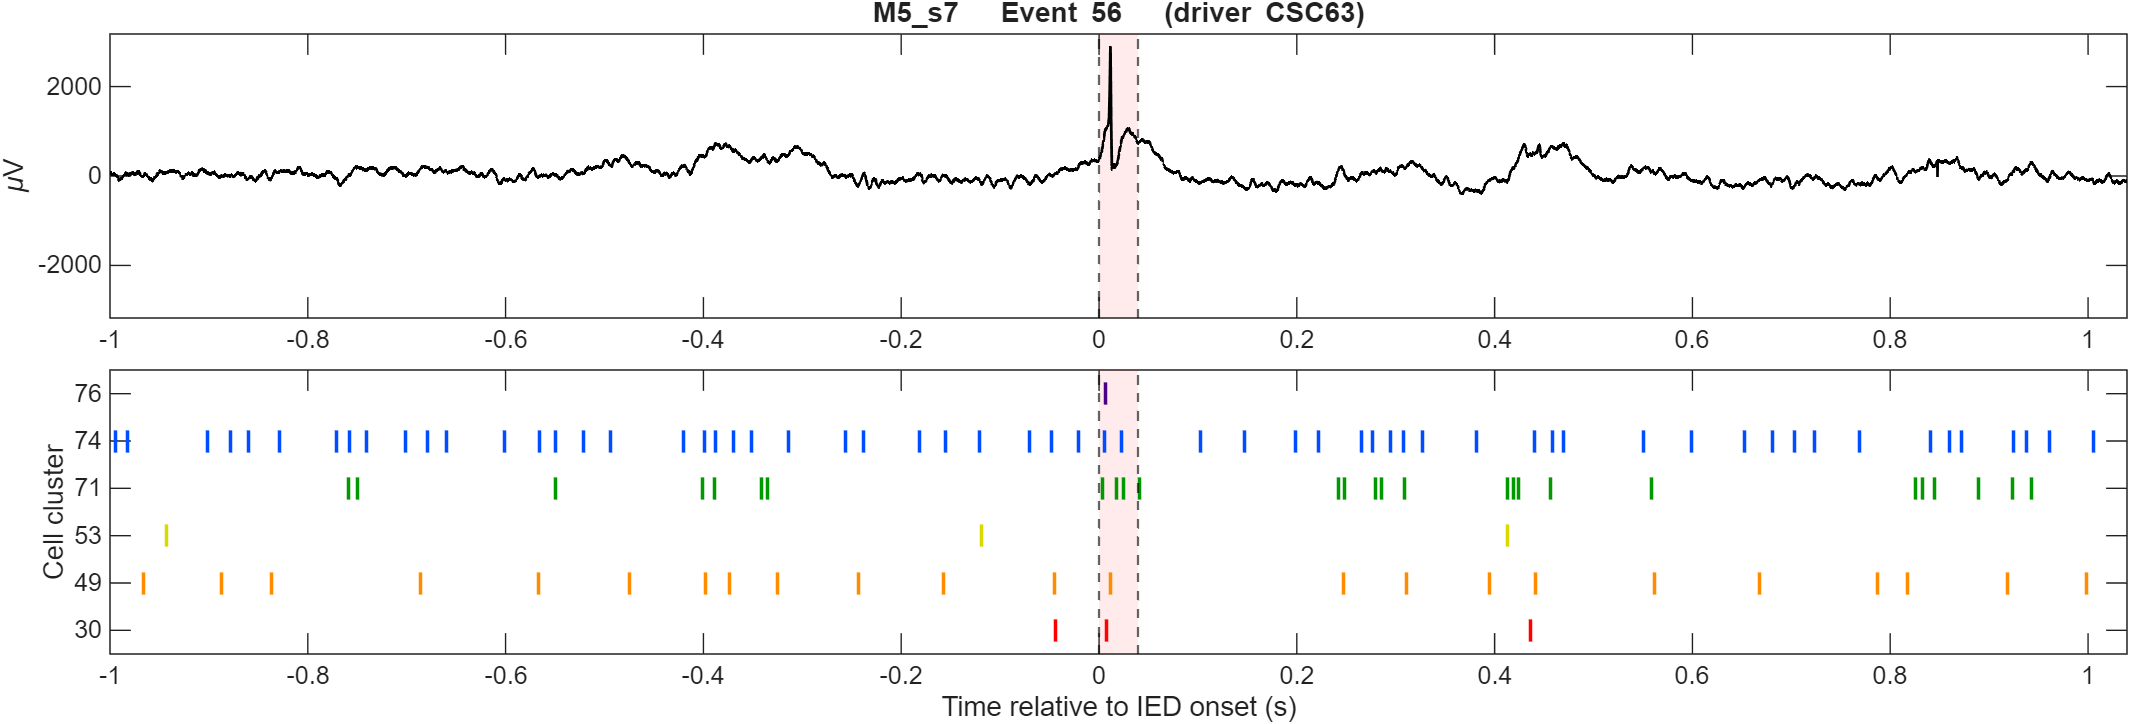 M5_s7 Event 56 (driver CSC63)
µV
2000
0
-2000
-1 -0.8 -0.6 -0.4 -0.2 0 0.2 0.4 0.6 0.8 1
Cell cluster
76
74
71
53
49
30
-1 -0.8 -0.6 -0.4 -0.2 0 0.2 0.4 0.6 0.8 1
Time relative to IED onset (s)